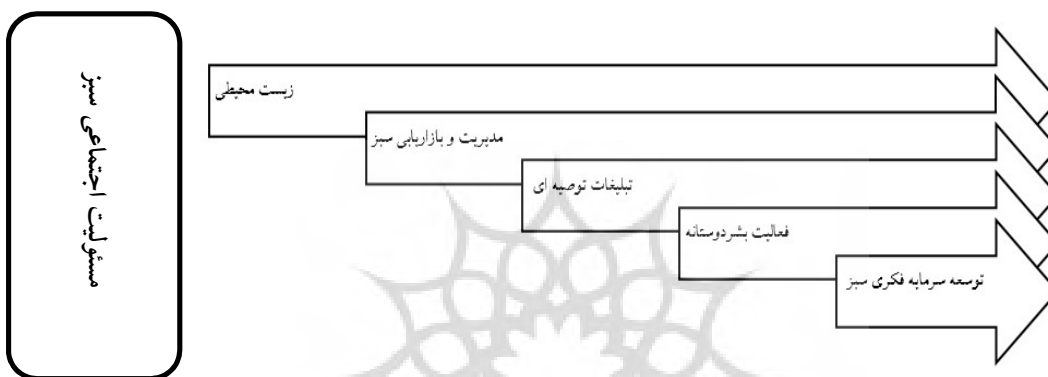 مسئولیت اجتماعی سبز
زیست محیطی
مدیریت و بازاریابی سبز
تبلیغات توصیه ای
فعالیت بشردوستانه
توسعه سرمایه فکری سبز